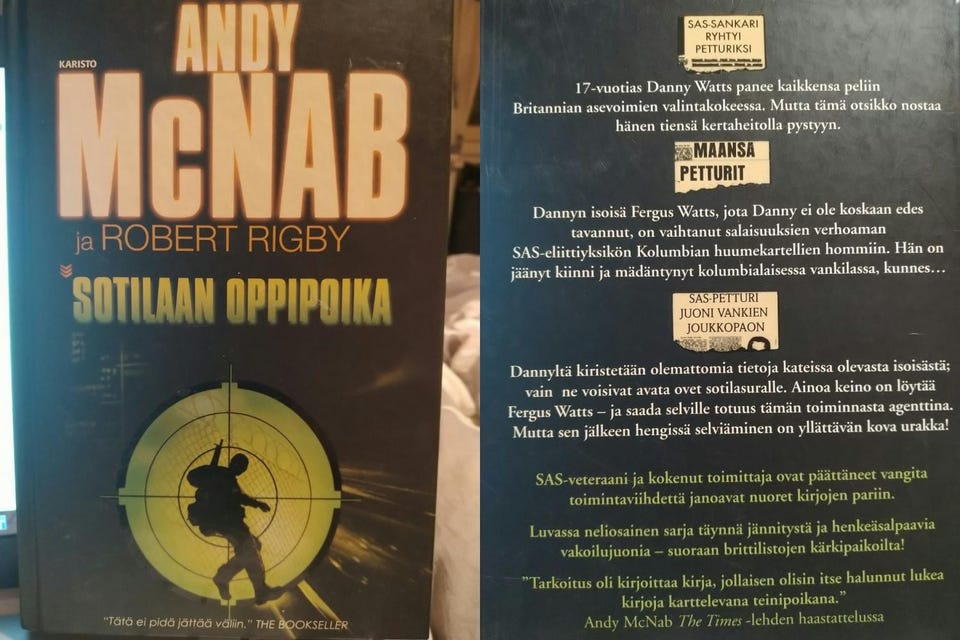 ANDY
KARISTO
McNAB
ja ROBERT RIGBY
SOTILAAN OPPIPOIKA
"Tätä ei pidä jättää väliin." THE BOOKSELLER
SAS-SANKARI
RYHTYI
PETTURIKSI
17-vuotias Danny Watts panee kaikkensa peliin
Britannian asevoimien valintakokeessa. Mutta tämä otsikko nostaa
hänen tiensä kertaheitolla pystyyn.
MAANSA
PETTURIT
Dannyn isoisä Fergus Watts, jota Danny ei ole koskaan edes
tavannut, on vaihtanut salaisuuksien verhoaman
SAS-eliittiyksikön Kolumbian huumekartellien hommiin. Hän on
jäänyt kiinni ja mädäntynyt kolumbialaisessa vankilassa, kunnes…
SAS-PETTURI
JUONI VANKIEN
JOUKKOPAON
Dannyltä kiristetään olemattomia tietoja kateissa olevasta isoisästä;
vain ne voisivat avata ovet sotilasuralle. Ainoa keino on löytää
Fergus Watts – ja saada selville totuus tämän toiminnasta agenttina.
Mutta sen jälkeen hengissä selviäminen on yllättävän kova urakka!
SAS-veteraani ja kokenut toimittaja ovat päättäneet vangita
toimintaviihdettä janoavat nuoret kirjojen pariin.
Luvassa neliosainen sarja täynnä jännitystä ja henkeäsalpaavia
vakoilujuonia – suoraan brittilistojen kärkipaikoilta!
"Tarkoitus oli kirjoittaa kirja, jollaisen olisin itse halunnut lukea
kirjoja karttelevana teinipoikana."
Andy McNab The Times -lehden haastattelussa